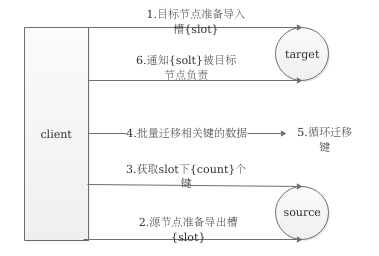 1.目标节点准备导入
槽{slot}
target
6.通知{solt}被目标
节点负责
client
4.批量迁移相关键的数据
5.循环迁移
键
3.获取slot下{count}个
键
source
2.源节点准备导出槽
{slot}